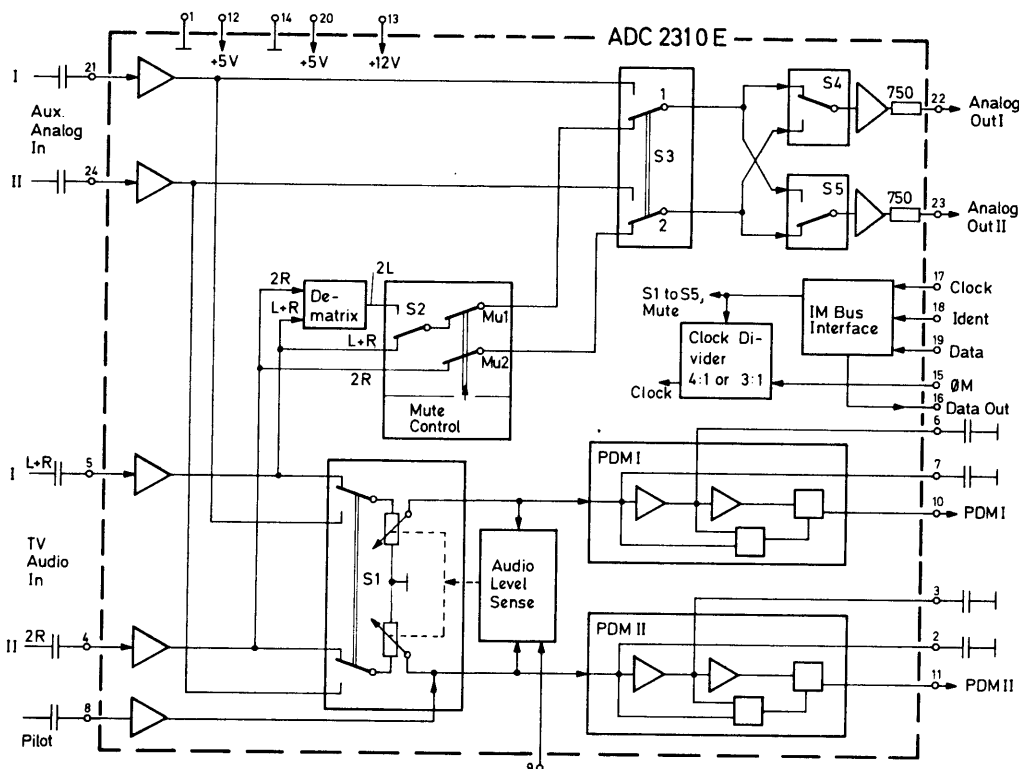 1 12 14 20 13
ADC 2310 E
+5V +5V +12V
I 21
Aux.
Analog
In
II 24
1
S3
2
S4
750
22
Analog
Out I
S5
750
23
Analog
Out II
2R
L+R
De-
matrix
2L
S2
L+R
2R
Mu1
Mu2
Mute
Control
S1 to S5,
Mute
Clock Di-
vider
4:1 or 3:1
Clock
IM Bus
Interface
17
Clock
18
Ident
19
Data
15
ØM
16
Data Out
I L+R 5
TV
Audio
In
II 2R 4
8
Pilot
S1
Audio
Level
Sense
9
PDM I
6
7
10
PDM I
PDM II
3
2
11
PDM II